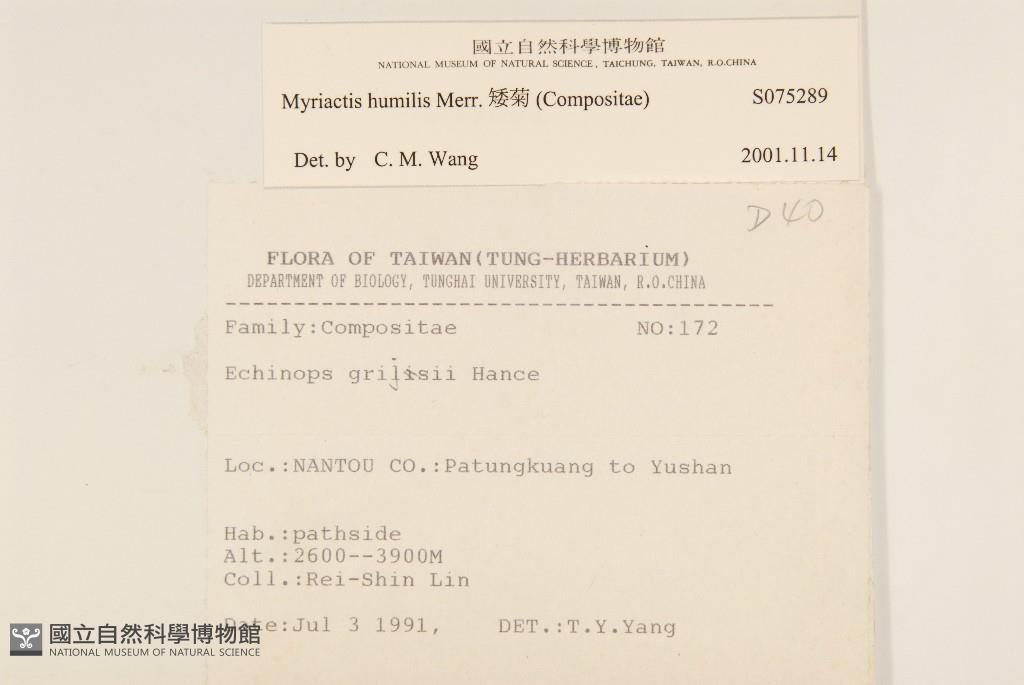 國立自然科學博物館
NATIONAL MUSEUM OF NATURAL SCIENCE, TAICHUNG, TAIWAN, R.O.CHINA
Myriactis humilis Merr. 矮菊 (Compositae) S075289
Det. by C. M. Wang 2001.11.14
D 40
FLORA OF TAIWAN(TUNG-HERBARIUM)
DEPARTMENT OF BIOLOGY, TUNGHAI UNIVERSITY, TAIWAN, R.O.CHINA
Family:Compositae NO:172
Echinops grijisii Hance
Loc.:NANTOU CO.:Patungkuang to Yushan
Hab.:pathside
Alt.:2600--3900M
Coll.:Rei-Shin Lin
Date:Jul 3 1991, DET.:T.Y.Yang
國立自然科學博物館
NATIONAL MUSEUM OF NATURAL SCIENCE